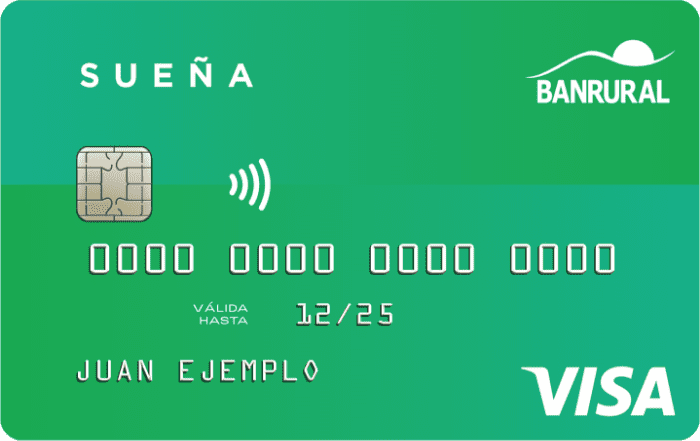 SUEÑA
BANRURAL
0000 0000 0000 0000
VÁLIDA
HASTA
12/25
JUAN EJEMPLO
VISA